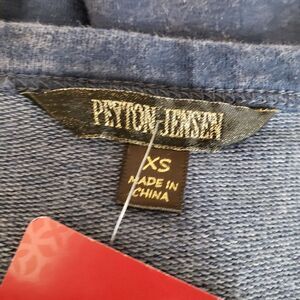 PEYTON JENSEN
XS
MADE IN
CHINA